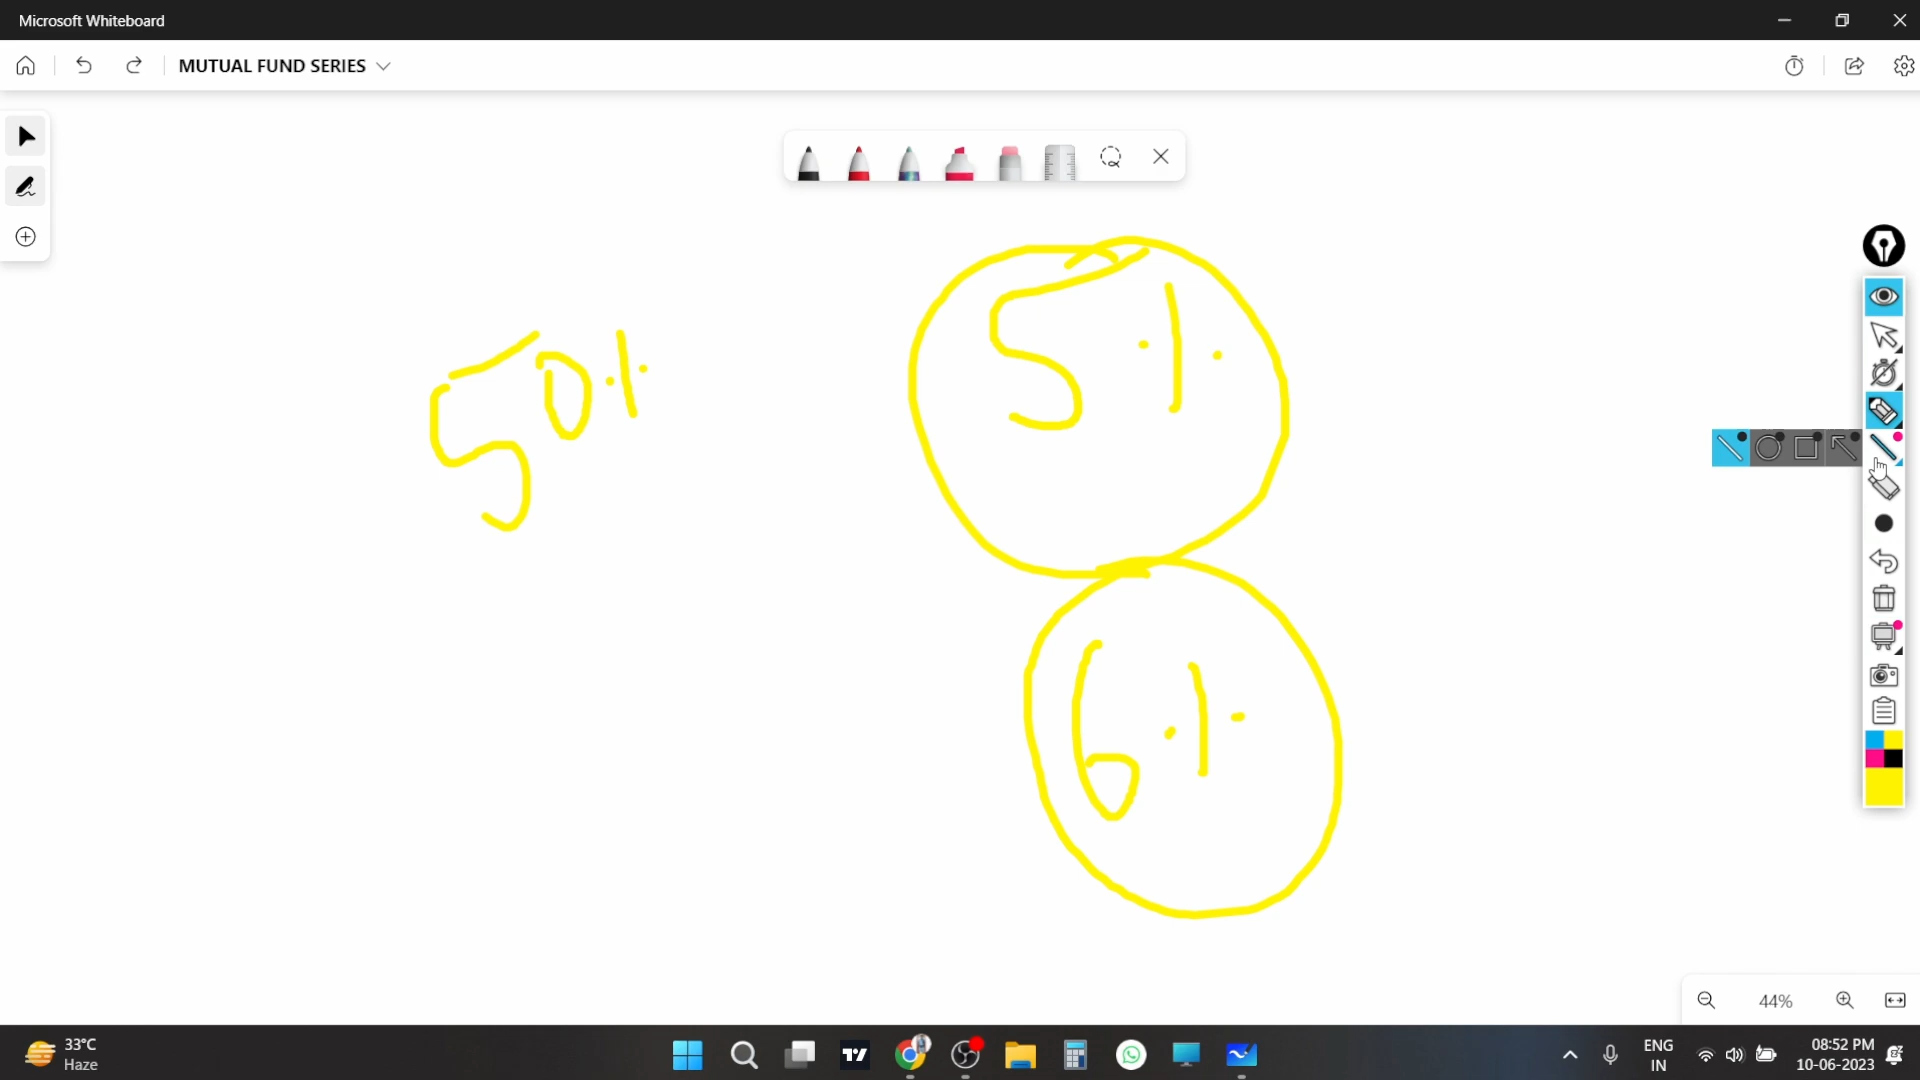 Microsoft Whiteboard
MUTUAL FUND SERIES
50%
5%
6%
44%
33°C
Haze
ENG
IN
08:52 PM
10-06-2023